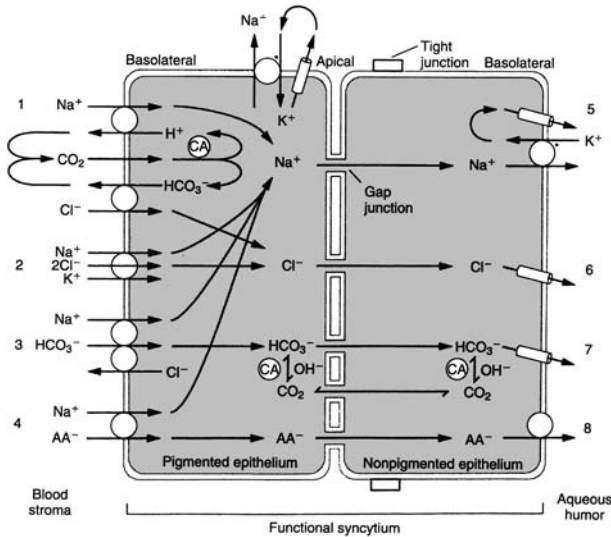 Na⁺
Tight
junction
Basolateral
Apical
Basolateral
K⁺
1
Na⁺
5
H⁺
K⁺
CO₂
CA
Na⁺
Na⁺
HCO₃⁻
Gap
junction
Cl⁻
Na⁺
2
2Cl⁻
Cl⁻
Cl⁻
6
K⁺
Na⁺
3
HCO₃⁻
HCO₃⁻
HCO₃⁻
7
Cl⁻
CA
OH⁻
CA
OH⁻
CO₂
CO₂
Na⁺
4
8
AA⁻
AA⁻
AA⁻
Pigmented epithelium
Nonpigmented epithelium
Blood
stroma
Aqueous
humor
Functional syncytium